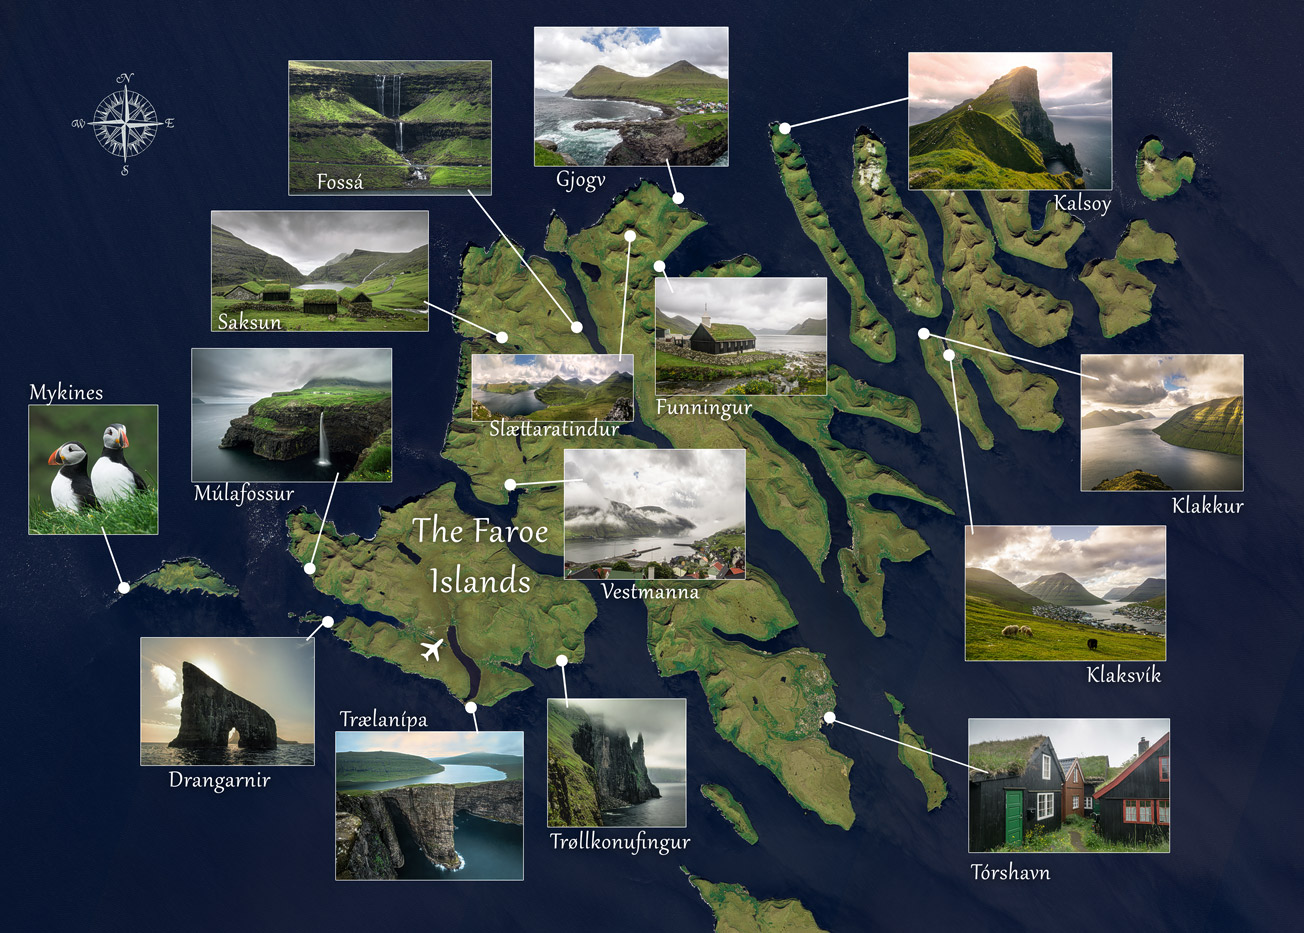 N
W
E
S
Fossá
Gjogv
Kalsoy
Saksun
Mykines
Múlafossur
Slættaratindur
Funningur
Klakkur
The Faroe
Islands
Vestmanna
Klaksvík
Drangarnir
Trælanípa
Trøllkonufingur
Tórshavn